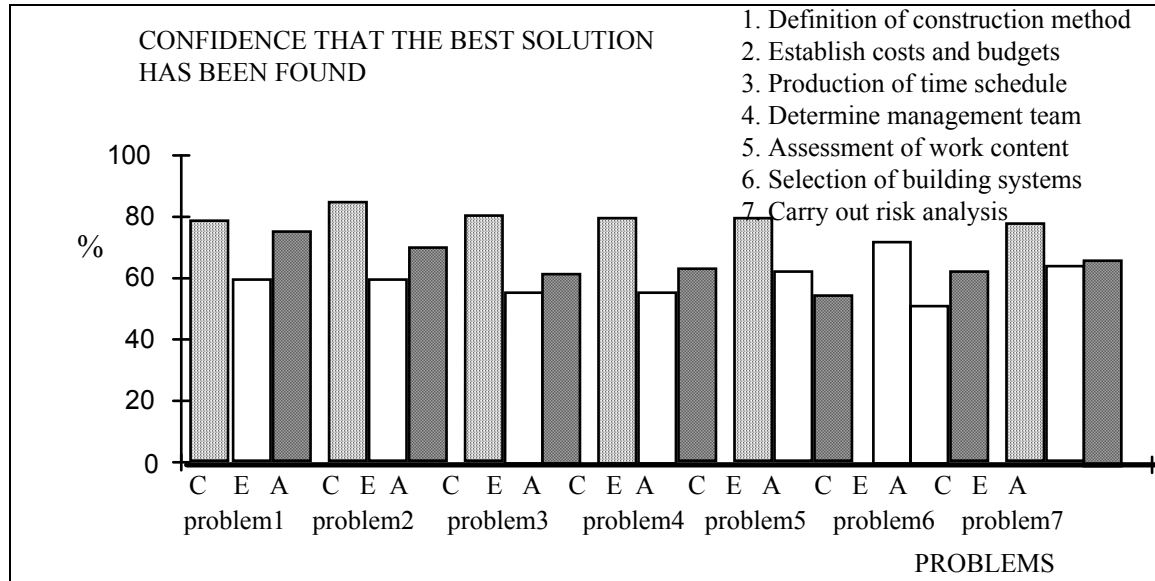 CONFIDENCE THAT THE BEST SOLUTION
HAS BEEN FOUND
1. Definition of construction method
2. Establish costs and budgets
3. Production of time schedule
4. Determine management team
5. Assessment of work content
6. Selection of building systems
7. Carry out risk analysis
100
80
%
60
40
20
0
C E A C E A C E A C E A C E A C E A C E A
problem1 problem2 problem3 problem4 problem5 problem6 problem7
PROBLEMS